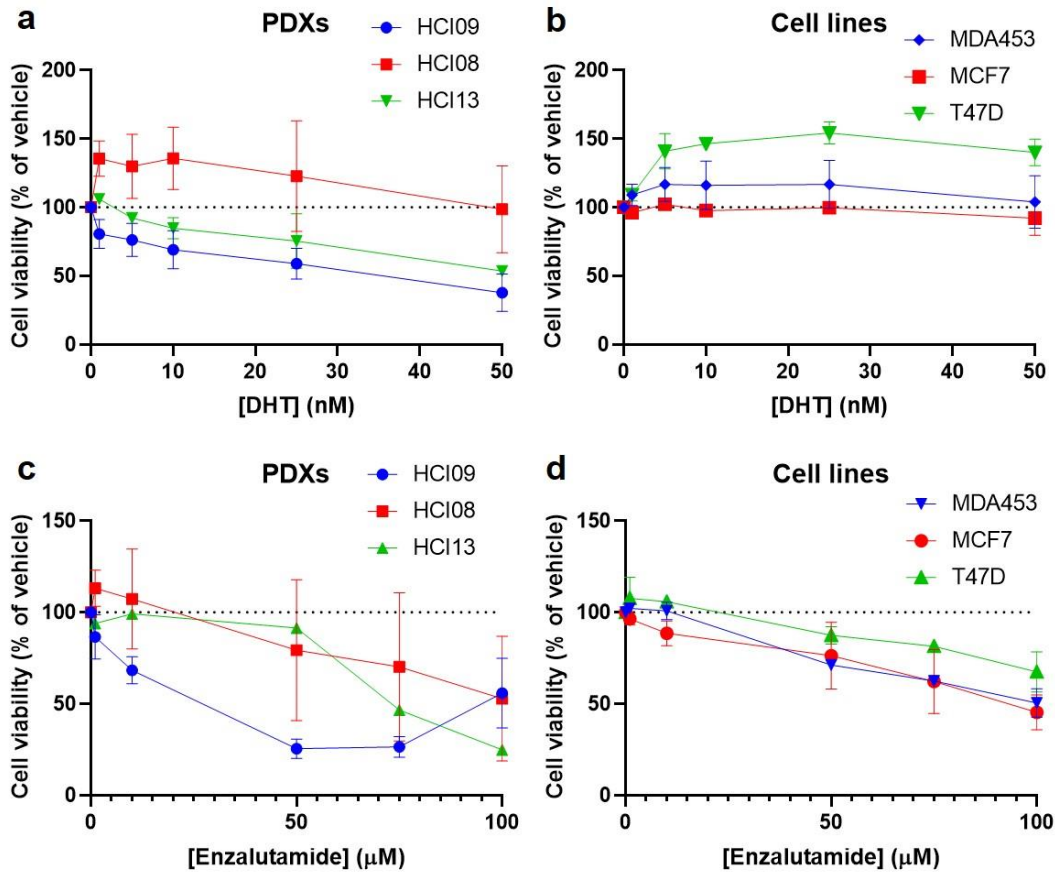 a
PDXs
HCI09
HCI08
HCI13
Cell viability (% of vehicle)
200
150
100
50
0
0 10 20 30 40 50
[DHT] (nM)
b
Cell lines
MDA453
MCF7
T47D
Cell viability (% of vehicle)
200
150
100
50
0
0 10 20 30 40 50
[DHT] (nM)
c
PDXs
HCI09
HCI08
HCI13
Cell viability (% of vehicle)
150
100
50
0
0 50 100
[Enzalutamide] (μM)
d
Cell lines
MDA453
MCF7
T47D
Cell viability (% of vehicle)
150
100
50
0
0 50 100
[Enzalutamide] (μM)